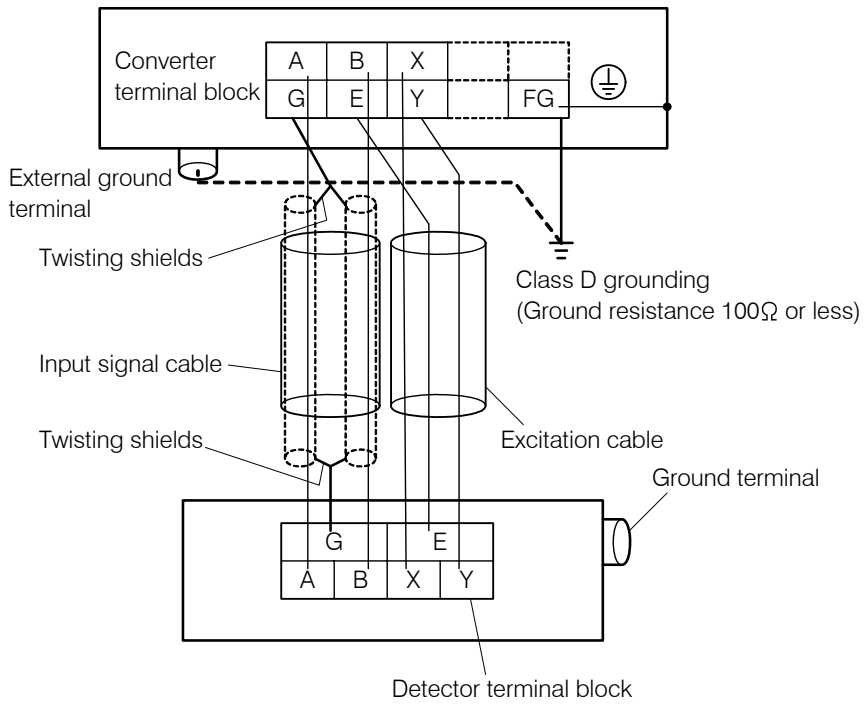 Converter
terminal block
A B X
G E Y FG
External ground
terminal
Twisting shields
Class D grounding
(Ground resistance 100Ω or less)
Input signal cable
Twisting shields
Excitation cable
Ground terminal
G E
A B X Y
Detector terminal block